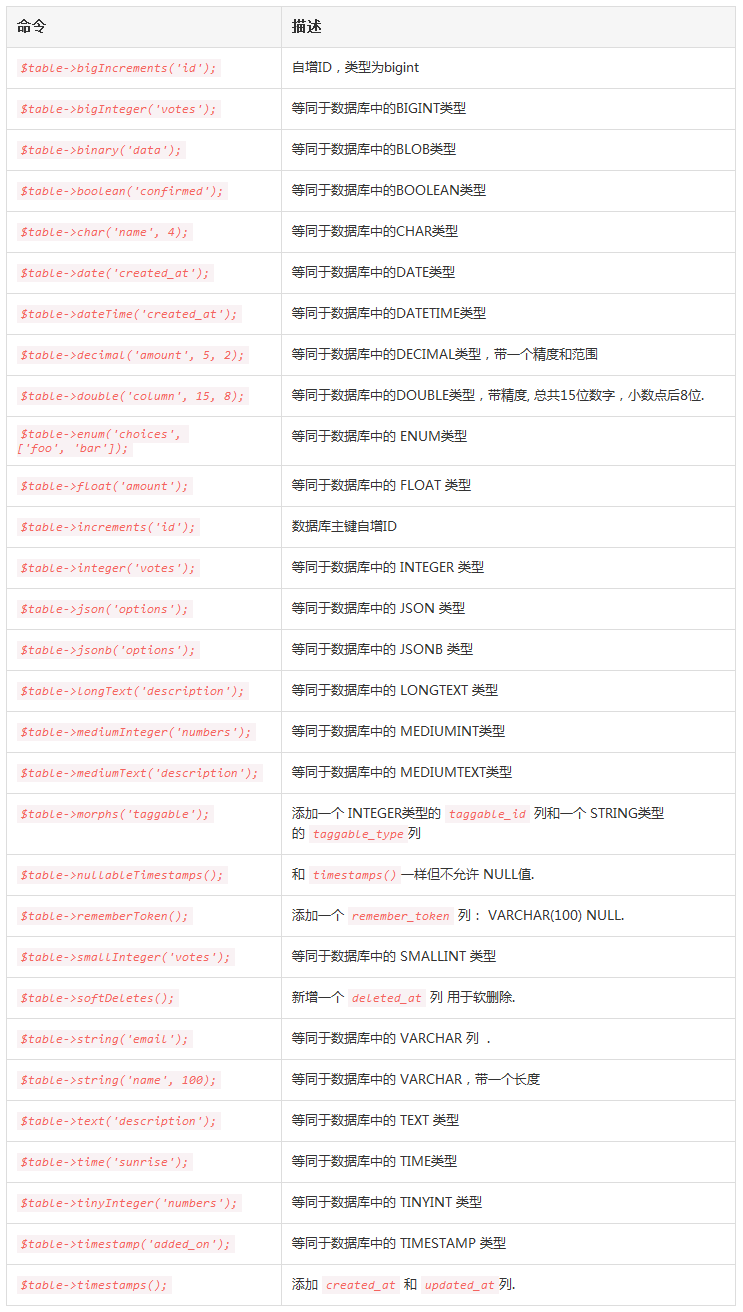 命令 描述
$table->bigIncrements('id'); 自增ID，类型为bigint
$table->bigInteger('votes'); 等同于数据库中的BIGINT类型
$table->binary('data'); 等同于数据库中的BLOB类型
$table->boolean('confirmed'); 等同于数据库中的BOOLEAN类型
$table->char('name', 4); 等同于数据库中的CHAR类型
$table->date('created_at'); 等同于数据库中的DATE类型
$table->dateTime('created_at'); 等同于数据库中的DATETIME类型
$table->decimal('amount', 5, 2); 等同于数据库中的DECIMAL类型，带一个精度和范围
$table->double('column', 15, 8); 等同于数据库中的DOUBLE类型，带精度, 总共15位数字，小数点后8位.
$table->enum('choices',
['foo', 'bar']); 等同于数据库中的 ENUM类型
$table->float('amount'); 等同于数据库中的 FLOAT 类型
$table->increments('id'); 数据库主键自增ID
$table->integer('votes'); 等同于数据库中的 INTEGER 类型
$table->json('options'); 等同于数据库中的 JSON 类型
$table->jsonb('options'); 等同于数据库中的 JSONB 类型
$table->longText('description'); 等同于数据库中的 LONGTEXT 类型
$table->mediumInteger('numbers'); 等同于数据库中的 MEDIUMINT类型
$table->mediumText('description'); 等同于数据库中的 MEDIUMTEXT类型
$table->morphs('taggable'); 添加一个 INTEGER类型的 taggable_id 列和一个 STRING类型
的 taggable_type 列
$table->nullableTimestamps(); 和 timestamps() 一样但不允许 NULL值.
$table->rememberToken(); 添加一个 remember_token 列： VARCHAR(100) NULL.
$table->smallInteger('votes'); 等同于数据库中的 SMALLINT 类型
$table->softDeletes(); 新增一个 deleted_at 列 用于软删除.
$table->string('email'); 等同于数据库中的 VARCHAR 列 .
$table->string('name', 100); 等同于数据库中的 VARCHAR，带一个长度
$table->text('description'); 等同于数据库中的 TEXT 类型
$table->time('sunrise'); 等同于数据库中的 TIME类型
$table->tinyInteger('numbers'); 等同于数据库中的 TINYINT 类型
$table->timestamp('added_on'); 等同于数据库中的 TIMESTAMP 类型
$table->timestamps(); 添加 created_at 和 updated_at 列.